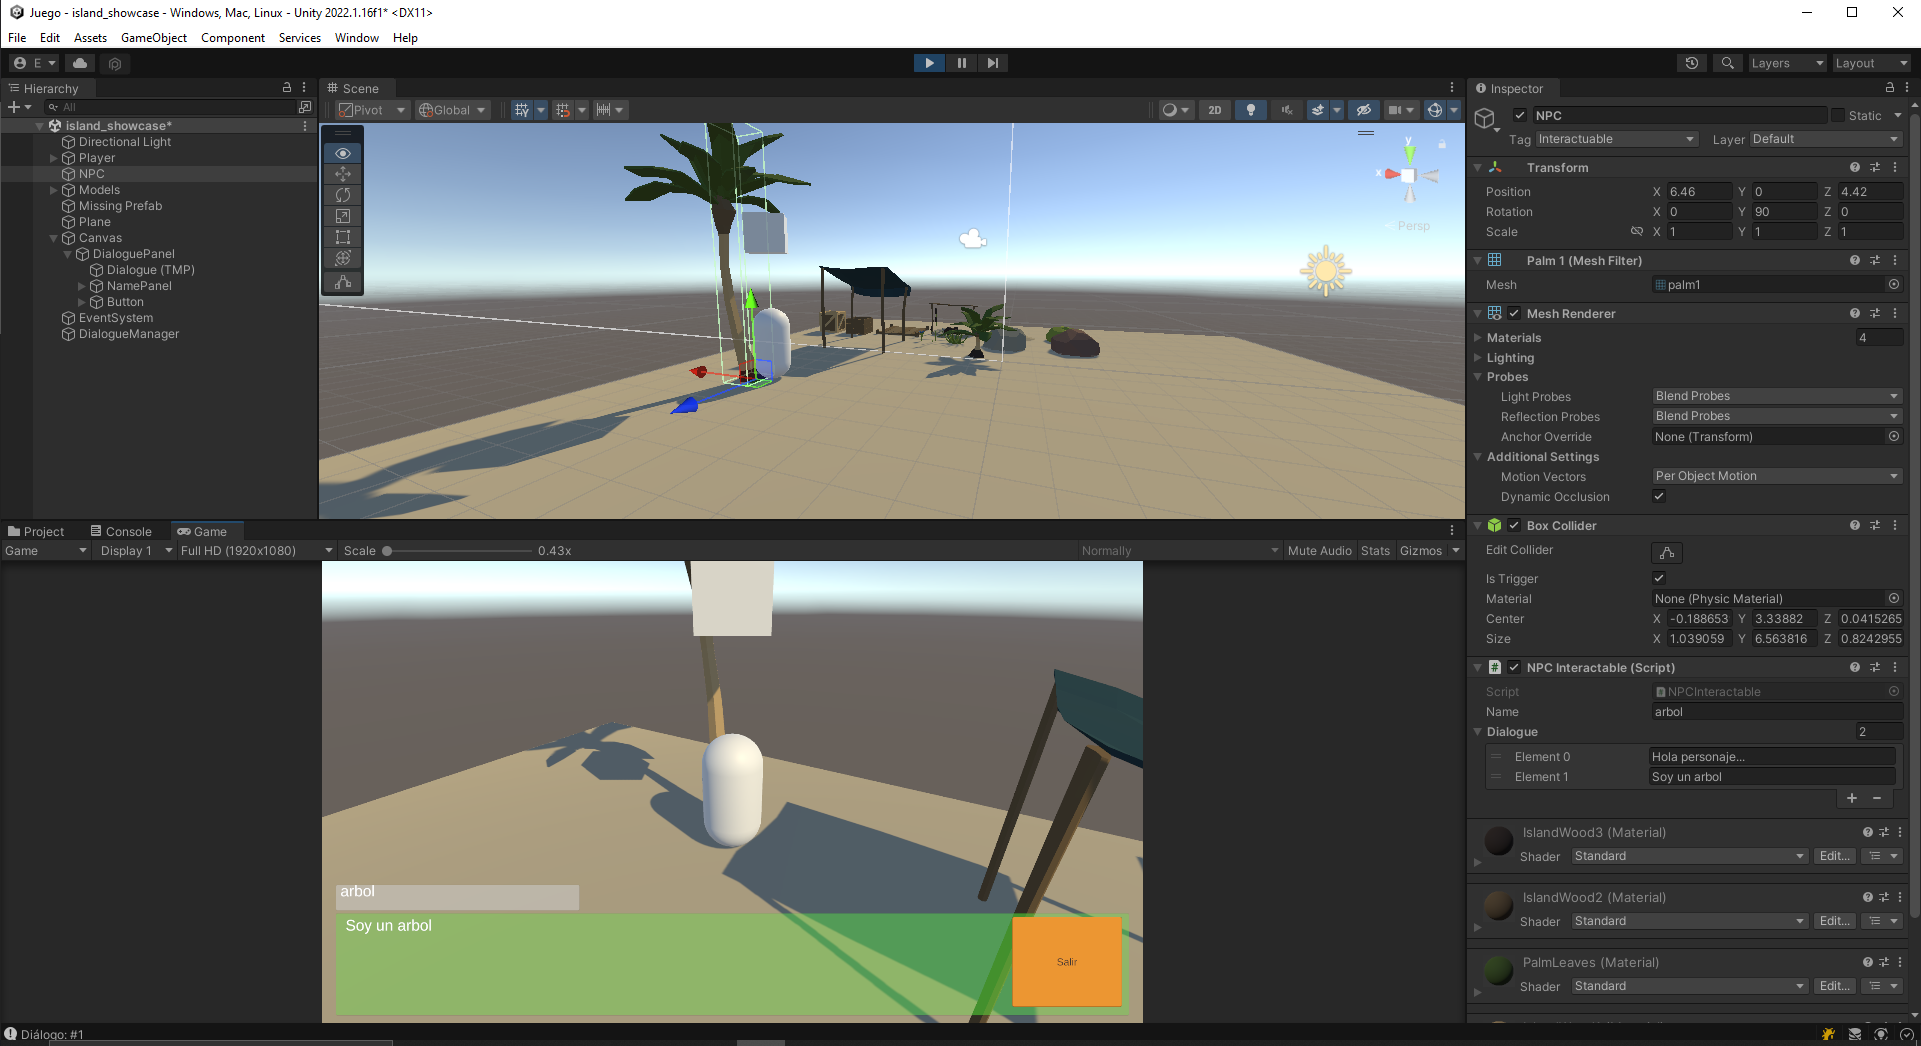 Juego - island_showcase - Windows, Mac, Linux - Unity 2022.1.16f1* <DX11>
File Edit Assets GameObject Component Services Window Help
E Layers Layout
Hierarchy
All
island_showcase*
Directional Light
Player
NPC
Models
Missing Prefab
Plane
Canvas
DialoguePanel
Dialogue (TMP)
NamePanel
Button
EventSystem
DialogueManager
Scene
Pivot Global 2D
y
x
Persp
Project Console Game
Game Display 1 Full HD (1920x1080) Scale 0.43x Normally Mute Audio Stats Gizmos
arbol
Soy un arbol
Salir
Diálogo: #1
Inspector
NPC Static
Tag Interactuable Layer Default
Transform
Position X 6.46 Y 0 Z 4.42
Rotation X 0 Y 90 Z 0
Scale X 1 Y 1 Z 1
Palm 1 (Mesh Filter)
Mesh palm1
Mesh Renderer
Materials 4
Lighting
Probes
Light Probes Blend Probes
Reflection Probes Blend Probes
Anchor Override None (Transform)
Additional Settings
Motion Vectors Per Object Motion
Dynamic Occlusion
Box Collider
Edit Collider
Is Trigger
Material None (Physic Material)
Center X -0.188653 Y 3.33882 Z 0.0415265
Size X 1.039059 Y 6.563816 Z 0.8242955
NPC Interactable (Script)
Script NPCInteractable
Name arbol
Dialogue 2
Element 0 Hola personaje...
Element 1 Soy un arbol
IslandWood3 (Material)
Shader Standard Edit...
IslandWood2 (Material)
Shader Standard Edit...
PalmLeaves (Material)
Shader Standard Edit...